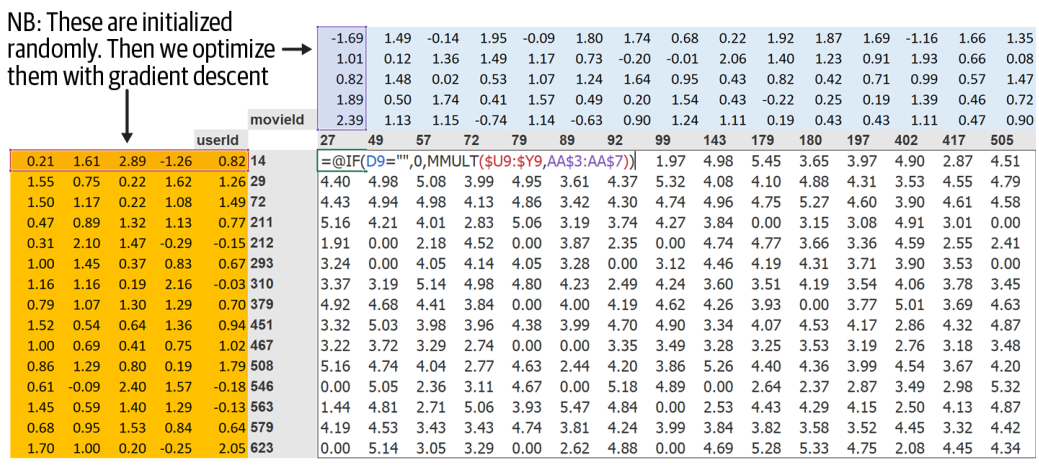 NB: These are initialized
randomly. Then we optimize
them with gradient descent
-1.69 1.49 -0.14 1.95 -0.09 1.80 1.74 0.68 0.22 1.92 1.87 1.69 -1.16 1.66 1.35
1.01 0.12 1.36 1.49 1.17 0.73 -0.20 -0.01 2.06 1.40 1.23 0.91 1.93 0.66 0.08
0.82 1.48 0.02 0.53 1.07 1.24 1.64 0.95 0.43 0.82 0.42 0.71 0.99 0.57 1.47
1.89 0.50 1.74 0.41 1.57 0.49 0.20 1.54 0.43 -0.22 0.25 0.19 1.39 0.46 0.72
movieId 2.39 1.13 1.15 -0.74 1.14 -0.63 0.90 1.24 1.11 0.19 0.43 0.43 1.11 0.47 0.90
userId 27 49 57 72 79 89 92 99 143 179 180 197 402 417 505
0.21 1.61 2.89 -1.26 0.82 14 =@IF(D9="",0,MMULT($U9:$Y9,AA$3:AA$7)) 1.97 4.98 5.45 3.65 3.97 4.90 2.87 4.51
1.55 0.75 0.22 1.62 1.26 29 4.40 4.98 5.08 3.99 4.95 3.61 4.37 5.32 4.08 4.10 4.88 4.31 3.53 4.55 4.79
1.50 1.17 0.22 1.08 1.49 72 4.43 4.94 4.98 4.13 4.86 3.42 4.30 4.74 4.96 4.75 5.27 4.60 3.90 4.61 4.58
0.47 0.89 1.32 1.13 0.77 211 5.16 4.21 4.01 2.83 5.06 3.19 3.74 4.27 3.84 0.00 3.15 3.08 4.91 3.01 0.00
0.31 2.10 1.47 -0.29 -0.15 212 1.91 0.00 2.18 4.52 0.00 3.87 2.35 0.00 4.74 4.77 3.66 3.36 4.59 2.55 2.41
1.00 1.45 0.37 0.83 0.67 293 3.24 0.00 4.05 4.14 4.05 3.28 0.00 3.12 4.46 4.19 4.31 3.71 3.90 3.53 0.00
1.16 1.16 0.19 2.16 -0.03 310 3.37 3.19 5.14 4.98 4.80 4.23 2.49 4.24 3.60 3.51 4.19 3.54 4.06 3.78 3.45
0.79 1.07 1.30 1.29 0.70 379 4.92 4.68 4.41 3.84 0.00 4.00 4.19 4.62 4.26 3.93 0.00 3.77 5.01 3.69 4.63
1.52 0.54 0.64 1.36 0.94 451 3.32 5.03 3.98 3.96 4.38 3.99 4.70 4.90 3.34 4.07 4.53 4.17 2.86 4.32 4.87
1.00 0.69 0.41 0.75 1.02 467 3.22 3.72 3.29 2.74 0.00 0.00 3.35 3.49 3.28 3.25 3.53 3.19 2.76 3.18 3.48
0.86 1.29 0.80 0.19 1.79 508 5.16 4.74 4.04 2.77 4.63 2.44 4.20 3.86 5.26 4.40 4.36 3.99 4.54 3.67 4.20
0.61 -0.09 2.40 1.57 -0.18 546 0.00 5.05 2.36 3.11 4.67 0.00 5.18 4.89 0.00 2.64 2.37 2.87 3.49 2.98 5.32
1.45 0.59 1.40 1.29 -0.13 563 1.44 4.81 2.71 5.06 3.93 5.47 4.84 0.00 2.53 4.43 4.29 4.15 2.50 4.13 4.87
0.68 0.95 1.53 0.84 0.64 579 4.19 4.53 3.43 3.43 4.74 3.81 4.24 3.99 3.84 3.82 3.58 3.52 4.45 3.32 4.42
1.70 1.00 0.20 -0.25 2.05 623 0.00 5.14 3.05 3.29 0.00 2.62 4.88 0.00 4.69 5.28 5.33 4.75 2.08 4.45 4.34